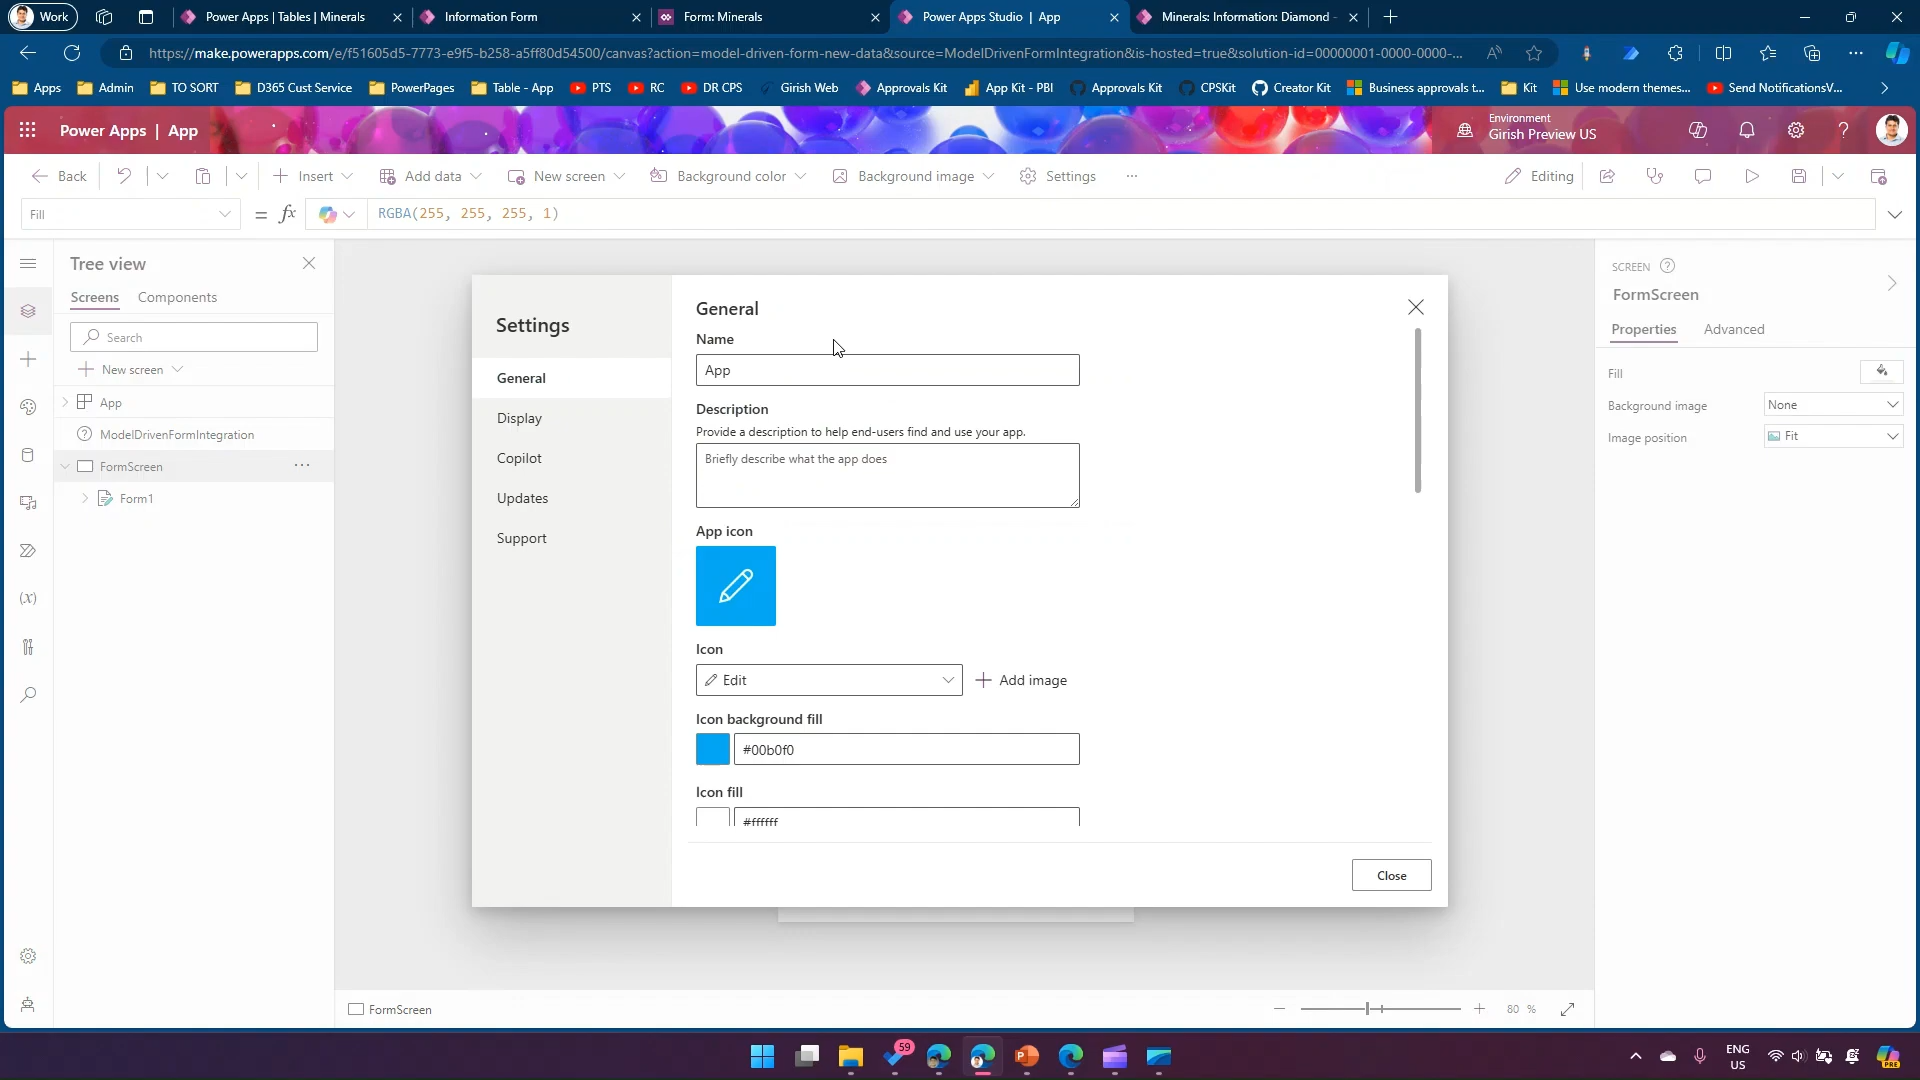 Work
Power Apps | Tables | Minerals
Information Form
Form: Minerals
Power Apps Studio | App
Minerals: Information: Diamond -
https://make.powerapps.com/e/f51605d5-7773-e9f5-b258-a5ff80d54500/canvas?action=model-driven-form-new-data&source=ModelDrivenFormIntegration&is-hosted=true&solution-id=00000001-0000-0000-...
Apps
Admin
TO SORT
D365 Cust Service
PowerPages
Table - App
PTS
RC
DR CPS
Girish Web
Approvals Kit
App Kit - PBI
Approvals Kit
CPSKit
Creator Kit
Business approvals t...
Kit
Use modern themes...
Send NotificationsV...
Power Apps | App
Environment
Girish Preview US
Back
Insert
Add data
New screen
Background color
Background image
Settings
Editing
Fill
= fx
RGBA(255, 255, 255, 1)
Tree view
Screens
Components
Search
New screen
App
ModelDrivenFormIntegration
FormScreen
Form1
Settings
General
Display
Copilot
Updates
Support
General
Name
App
Description
Provide a description to help end-users find and use your app.
Briefly describe what the app does
App icon
Icon
Edit
Add image
Icon background fill
#00b0f0
Icon fill
#ffffff
Close
SCREEN
FormScreen
Properties
Advanced
Fill
Background image
None
Image position
Fit
FormScreen
80 %
59
ENG
US